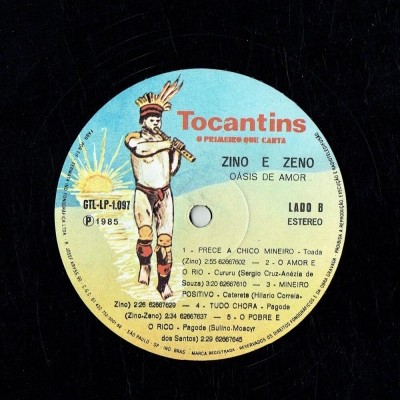 Tocantins
O PRIMEIRO QUE CANTA
ZINO E ZENO
OÁSIS DE AMOR
GTL-LP-1.097
LADO B
P 1985
ESTEREO
1 - PRECE A CHICO MINEIRO - Toada
(Zino) 2:55 62667602 — 2 - O AMOR E
O RIO - Cururu (Sergio Cruz-Anézia de
Souza) 3:20 62667610 — 3 - MINEIRO
POSITIVO - Caterete (Hilario Correia-
Zino) 2:26 62667629 — 4 - TUDO CHORA - Pagode
(Zino-Zeno) 2:34 62667637 — 5 - O POBRE E
O RICO - Pagode (Sulino-Moacyr
dos Santos) 2:29 62667645
SÃO PAULO - SP - IND. BRAS. - MARCA REGISTRADA - RESERVADOS OS DIREITOS FONOGRÁFICOS
PROIBIDA A REPRODUÇÃO, EXECUÇÃO